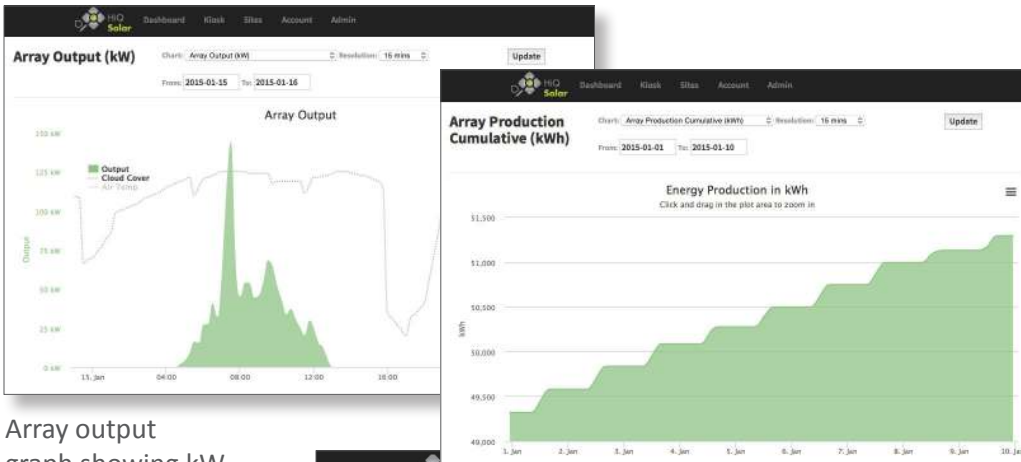 HiQ Solar
Dashboard Kiosk Sites Account Admin
Array Output (kW)
Chart: Array Output (kW) Resolution: 15 mins
Update
From: 2015-01-15 To: 2015-01-16
Array Output
150 kW
125 kW
100 kW
75 kW
50 kW
25 kW
0 kW
Output
Output
Cloud Cover
Air Temp
15. Jan 04:00 08:00 12:00 16:00
HiQ Solar
Dashboard Kiosk Sites Account Admin
Array Production
Cumulative (kWh)
Chart: Array Production Cumulative (kWh) Resolution: 15 mins
Update
From: 2015-01-01 To: 2015-01-10
Energy Production in kWh
Click and drag in the plot area to zoom in
51,500
51,000
50,500
50,000
49,500
49,000
kWh
1. Jan 2. Jan 3. Jan 4. Jan 5. Jan 6. Jan 7. Jan 8. Jan 9. Jan 10. Jan
Array output
graph showing kW